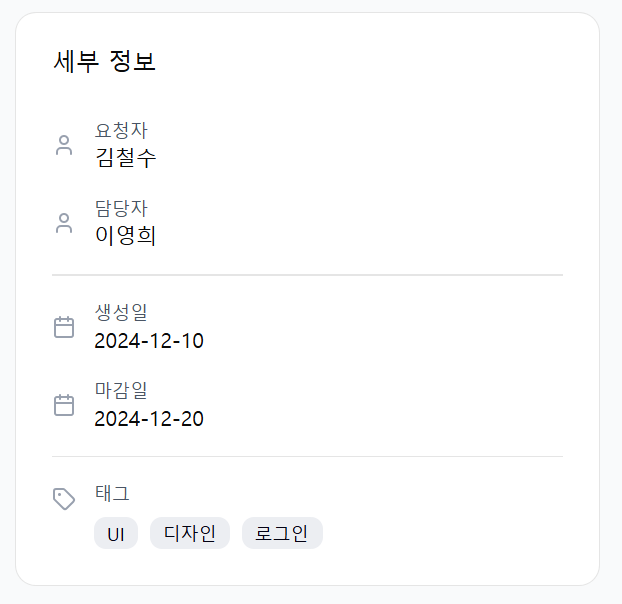 세부 정보
요청자
김철수
담당자
이영희
생성일
2024-12-10
마감일
2024-12-20
태그
UI 디자인 로그인